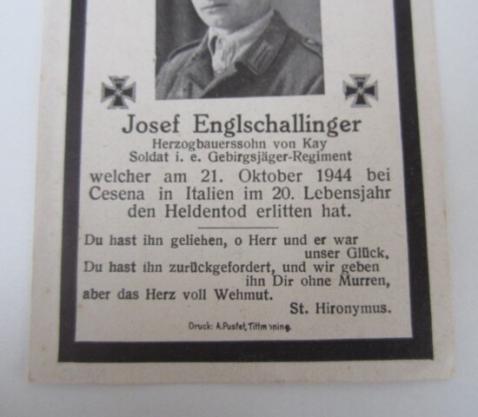 Josef Englschallinger
Herzogbauerssohn von Kay
Soldat i. e. Gebirgsjäger-Regiment
welcher am 21. Oktober 1944 bei
Cesena in Italien im 20. Lebensjahr
den Heldentod erlitten hat.
Du hast ihn geliehen, o Herr und er war
unser Glück,
Du hast ihn zurückgefordert, und wir geben
ihn Dir ohne Murren,
aber das Herz voll Wehmut.
St. Hironymus.
Druck: A. Pustet, Tittmoning.